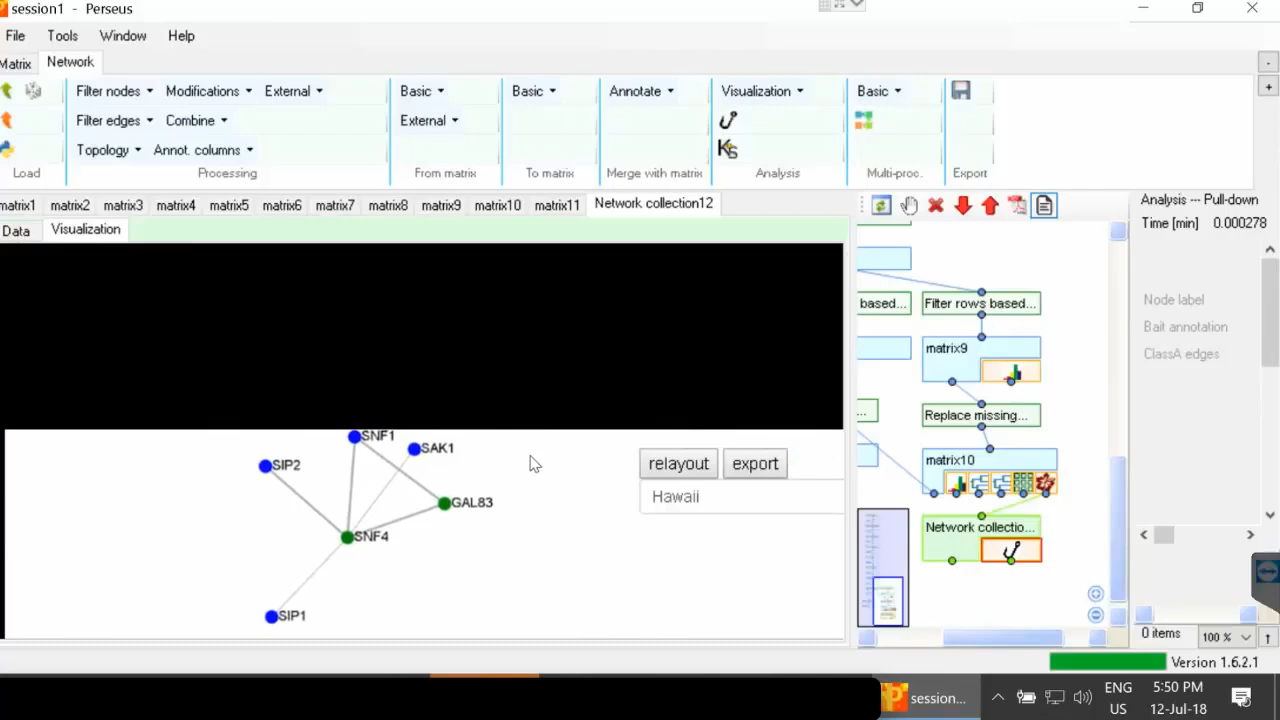 session1 - Perseus
File Tools Window Help
Matrix Network
Filter nodes Modifications External Basic Basic Annotate Visualization Basic
Filter edges Combine External
Topology Annot. columns
Load Processing From matrix To matrix Merge with matrix Analysis Multi-proc. Export
matrix1 matrix2 matrix3 matrix4 matrix5 matrix6 matrix7 matrix8 matrix9 matrix10 matrix11 Network collection12
Data Visualization
Analysis --- Pull-down
Time [min] 0.000278
Node label
Bait annotation
ClassA edges
based... Filter rows based...
matrix9
... Replace missing...
matrix10
Network collectio...
SNF1
SAK1
SIP2
GAL83
SNF4
SIP1
relayout export
Hawaii
0 items 100 %
Version 1.6.2.1
session... ENG 5:50 PM
US 12-Jul-18